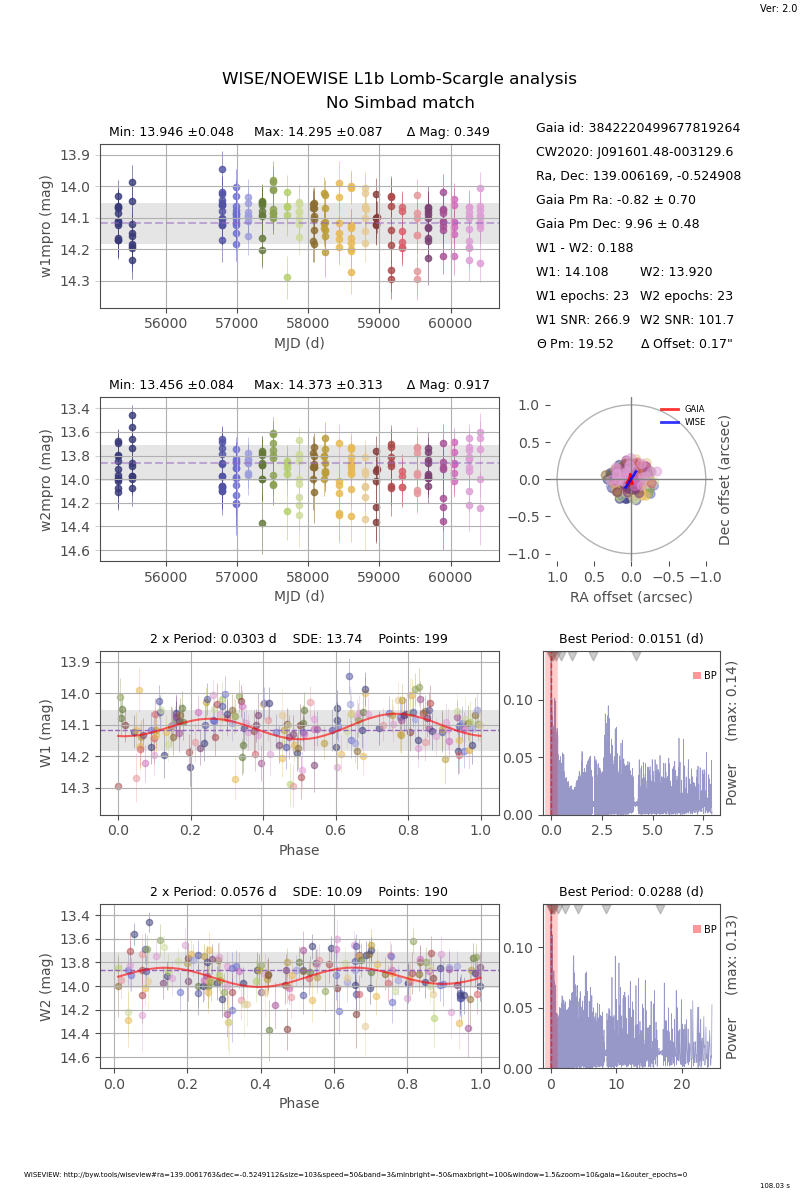 Ver: 2.0
WISE/NOEWISE L1b Lomb-Scargle analysis
No Simbad match
Min: 13.946 ±0.048 Max: 14.295 ±0.087 Δ Mag: 0.349
13.9
14.0
14.1
14.2
14.3
w1mpro (mag)
56000 57000 58000 59000 60000
MJD (d)
Gaia id: 3842220499677819264
CW2020: J091601.48-003129.6
Ra, Dec: 139.006169, -0.524908
Gaia Pm Ra: -0.82 ± 0.70
Gaia Pm Dec: 9.96 ± 0.48
W1 - W2: 0.188
W1: 14.108 W2: 13.920
W1 epochs: 23 W2 epochs: 23
W1 SNR: 266.9 W2 SNR: 101.7
Θ Pm: 19.52 Δ Offset: 0.17"
Min: 13.456 ±0.084 Max: 14.373 ±0.313 Δ Mag: 0.917
13.4
13.6
13.8
14.0
14.2
14.4
14.6
w2mpro (mag)
56000 57000 58000 59000 60000
MJD (d)
GAIA
WISE
1.0
0.5
0.0
−0.5
−1.0
Dec offset (arcsec)
1.0 0.5 0.0 −0.5 −1.0
RA offset (arcsec)
2 x Period: 0.0303 d SDE: 13.74 Points: 199
13.9
14.0
14.1
14.2
14.3
W1 (mag)
0.0 0.2 0.4 0.6 0.8 1.0
Phase
Best Period: 0.0151 (d)
BP
0.10
0.05
0.00
Power (max: 0.14)
0.0 2.5 5.0 7.5
2 x Period: 0.0576 d SDE: 10.09 Points: 190
13.4
13.6
13.8
14.0
14.2
14.4
14.6
W2 (mag)
0.0 0.2 0.4 0.6 0.8 1.0
Phase
Best Period: 0.0288 (d)
BP
0.10
0.05
0.00
Power (max: 0.13)
0 10 20
WISEVIEW: http://byw.tools/wiseview#ra=139.0061763&dec=-0.5249112&size=103&speed=50&band=3&minbright=-50&maxbright=100&window=1.5&zoom=10&gaia=1&outer_epochs=0
108.03 s